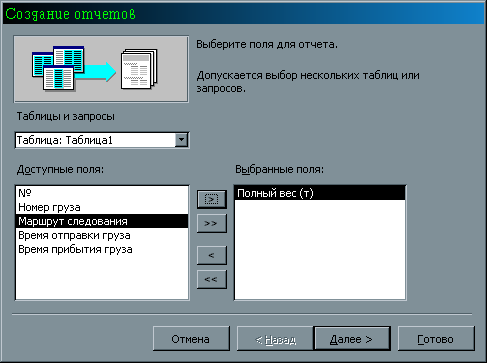 Создание отчетов
Выберите поля для отчета.
Допускается выбор нескольких таблиц или
запросов.
Таблицы и запросы
Таблица: Таблица1
Доступные поля:
Выбранные поля:
№
Номер груза
Маршрут следования
Время отправки груза
Время прибытия груза
>
>>
<
<<
Полный вес (т)
Отмена
< Назад
Далее >
Готово